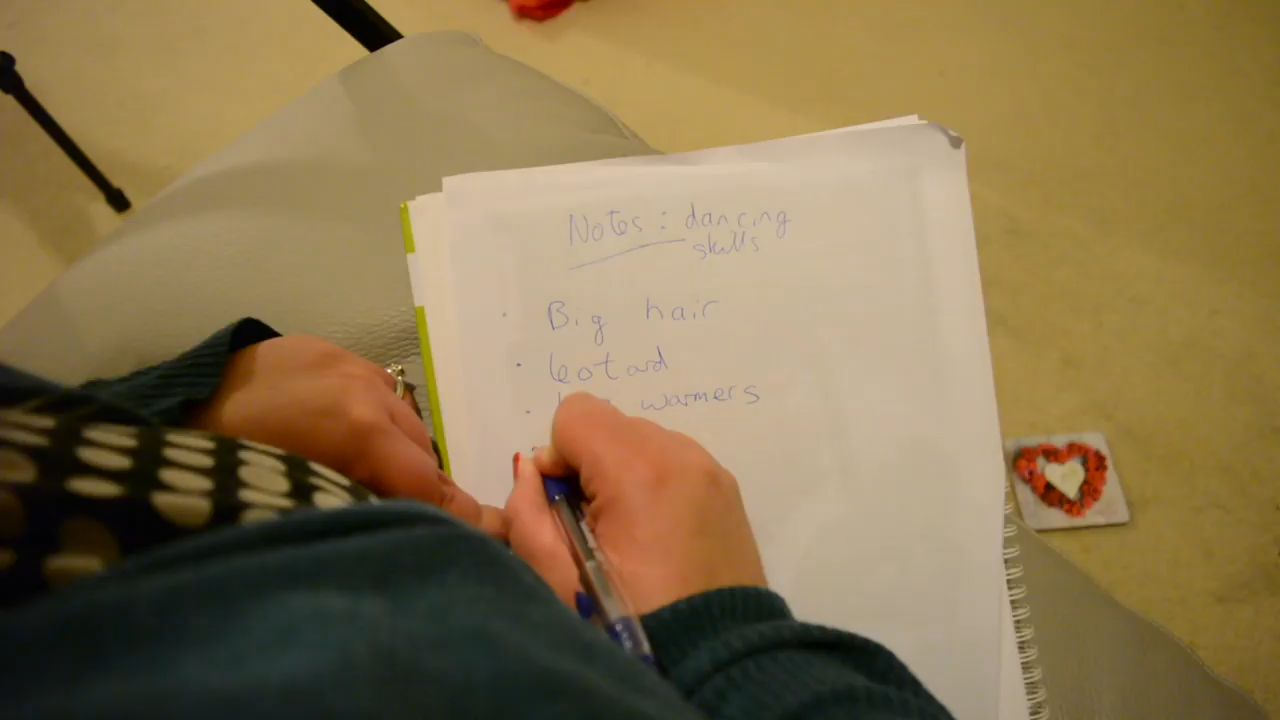 Notes: dancing
skills
· Big hair
· leotard
· warmers